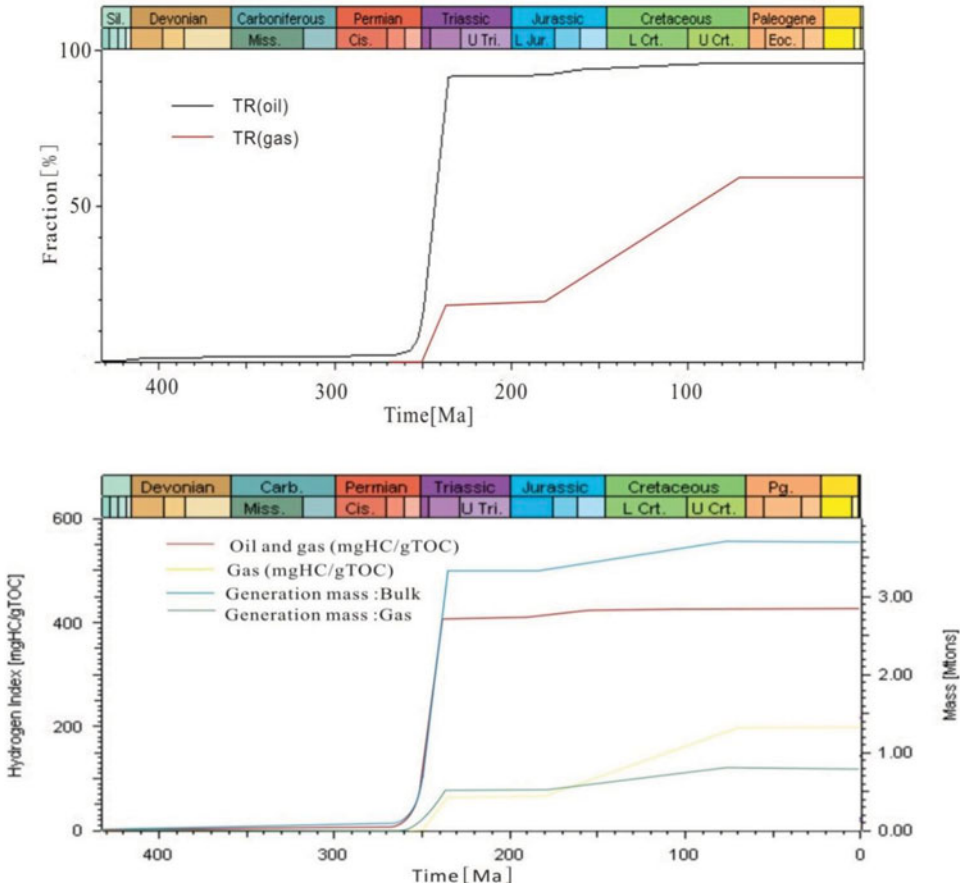 Sil. Devonian Carboniferous Permian Triassic Jurassic Cretaceous Paleogene
Miss. Cis. U Tri. L Jur. L Crt. U Crt. Eoc.
100
TR(oil)
TR(gas)
50
Fraction[%]
400 300 200 100
Time[Ma]
Devonian Carb. Permian Triassic Jurassic Cretaceous Pg.
Miss. Cis. U Tri. L Crt. U Crt.
600
Oil and gas (mgHC/gTOC)
Gas (mgHC/gTOC)
Generation mass :Bulk
Generation mass :Gas
3.00
400
2.00
200
1.00
0 0.00
Hydrogen Index [mgHC/gTOC]
Mass [Mtons]
400 300 200 100 0
Time[Ma]